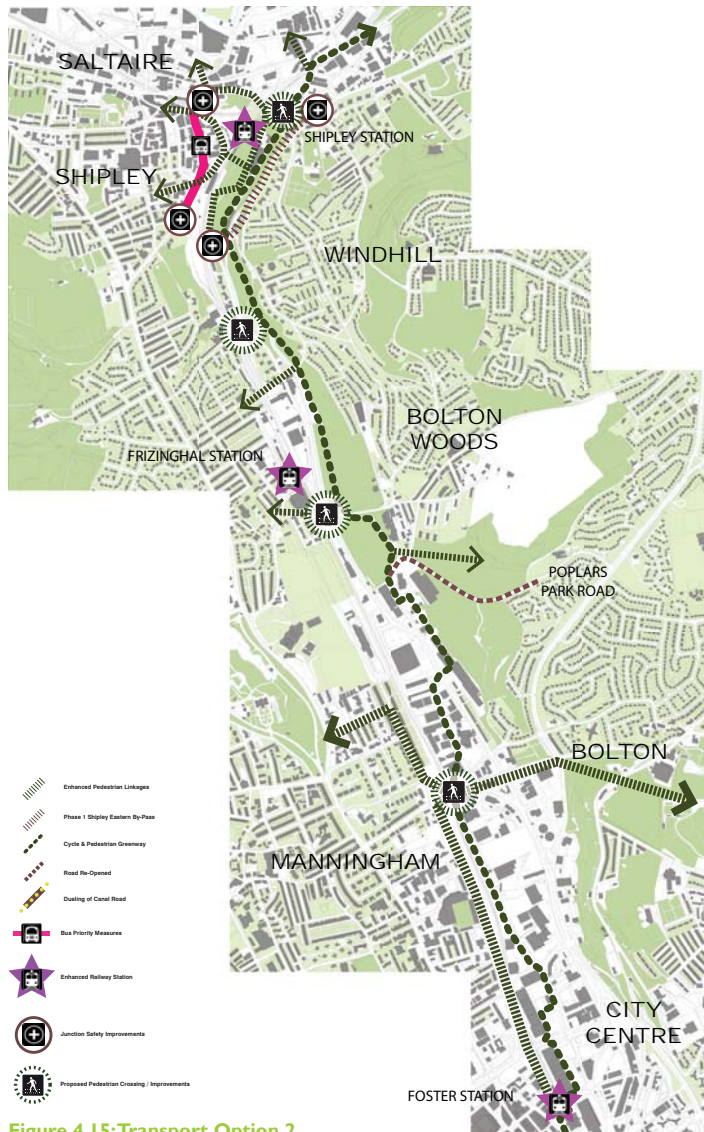 SALTAIRE
SHIPLEY STATION
SHIPLEY
WINDHILL
BOLTON
WOODS
FRIZINGHAL STATION
POPLARS
PARK ROAD
BOLTON
MANNINGHAM
CITY
CENTRE
FOSTER STATION
Enhanced Pedestrian Linkages
Phase 1 Shipley Eastern By-Pass
Cycle & Pedestrian Greenway
Road Re-Opened
Dualing of Canal Road
Bus Priority Measures
Enhanced Railway Station
Junction Safety Improvements
Proposed Pedestrian Crossing / Improvements
Figure 4.15: Transport Option 2